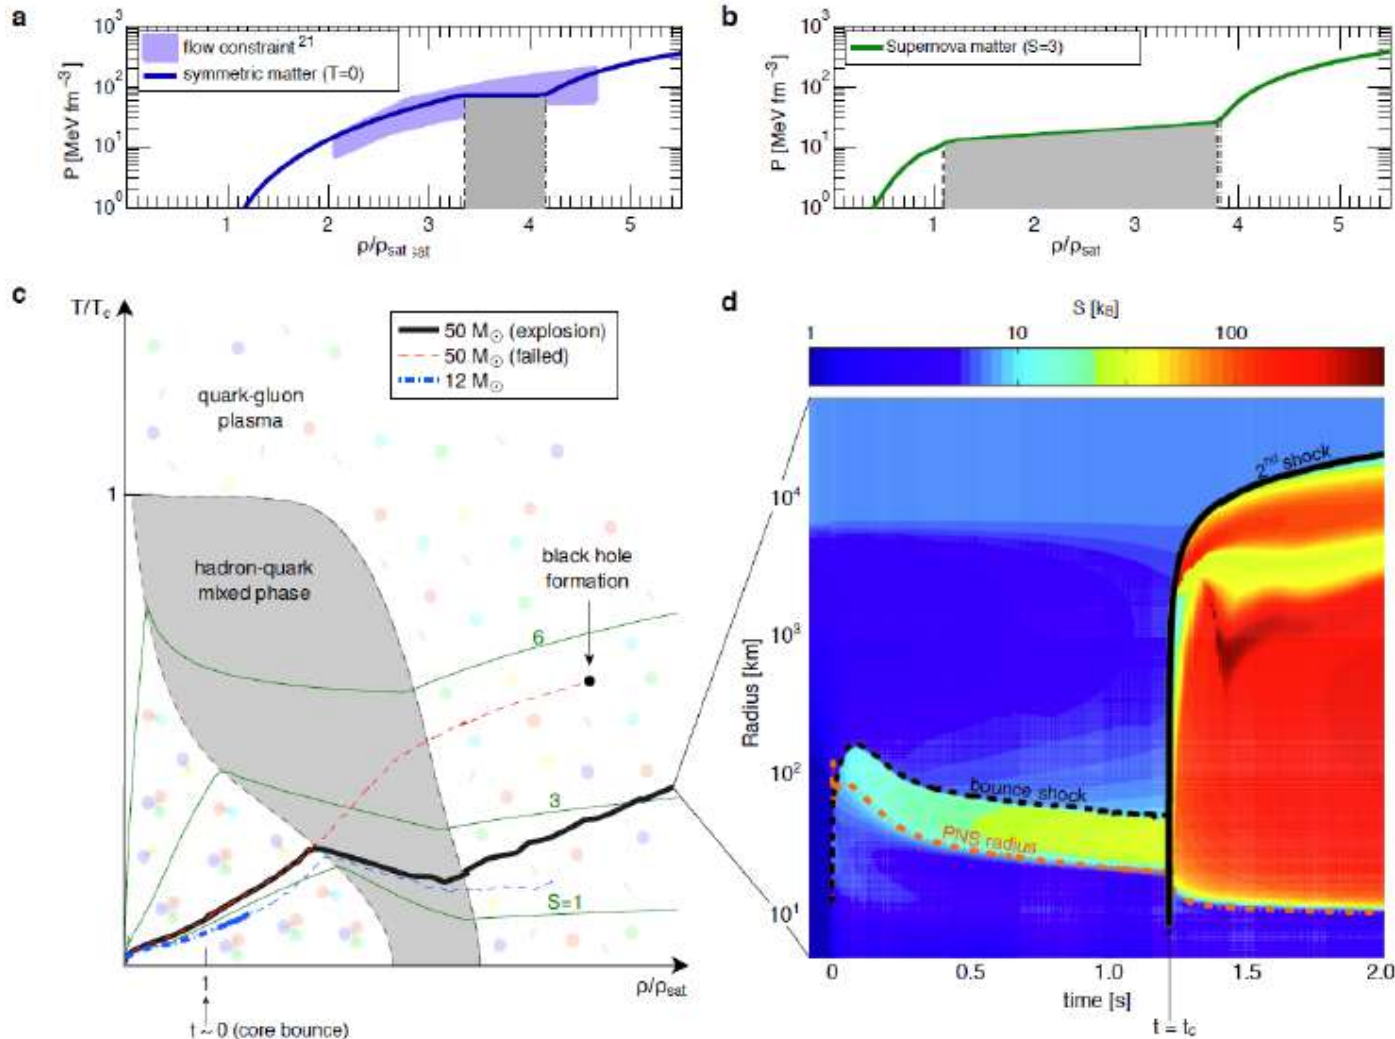 a
10³
10²
10¹
10⁰
P [MeV fm⁻³]
flow constraint ²¹
symmetric matter (T=0)
1 2 3 4 5
ρ/ρsat sat
b
10³
10²
10¹
10⁰
P [MeV fm⁻³]
Supernova matter (S=3)
1 2 3 4 5
ρ/ρsat
c
T/Tc
50 M⊙ (explosion)
50 M⊙ (failed)
12 M⊙
quark-gluon
plasma
1
hadron-quark
mixed phase
black hole
formation
6
3
S=1
1
ρ/ρsat
t ~ 0 (core bounce)
d
S [kB]
1 10 100
Radius [km]
10⁴
10³
10²
10¹
2nd shock
bounce shock
PNS radius
0 0.5 1.0 1.5 2.0
time [s]
t = tc